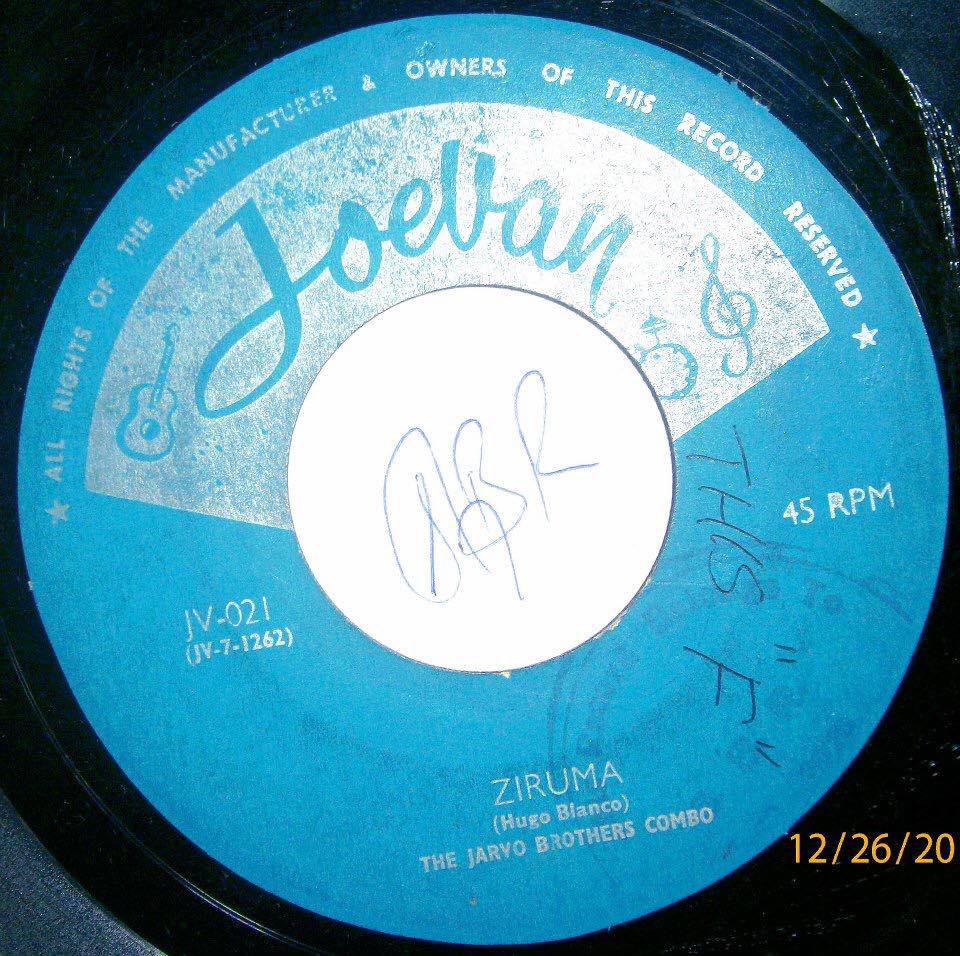 ★ ALL RIGHTS OF THE MANUFACTURER & OWNERS OF THIS RECORD RESERVED ★
Joevan
45 RPM
THIS "F"
JV-021
(JV-7-1262)
ZIRUMA
(Hugo Blanco)
THE JARVO BROTHERS COMBO
12/26/20